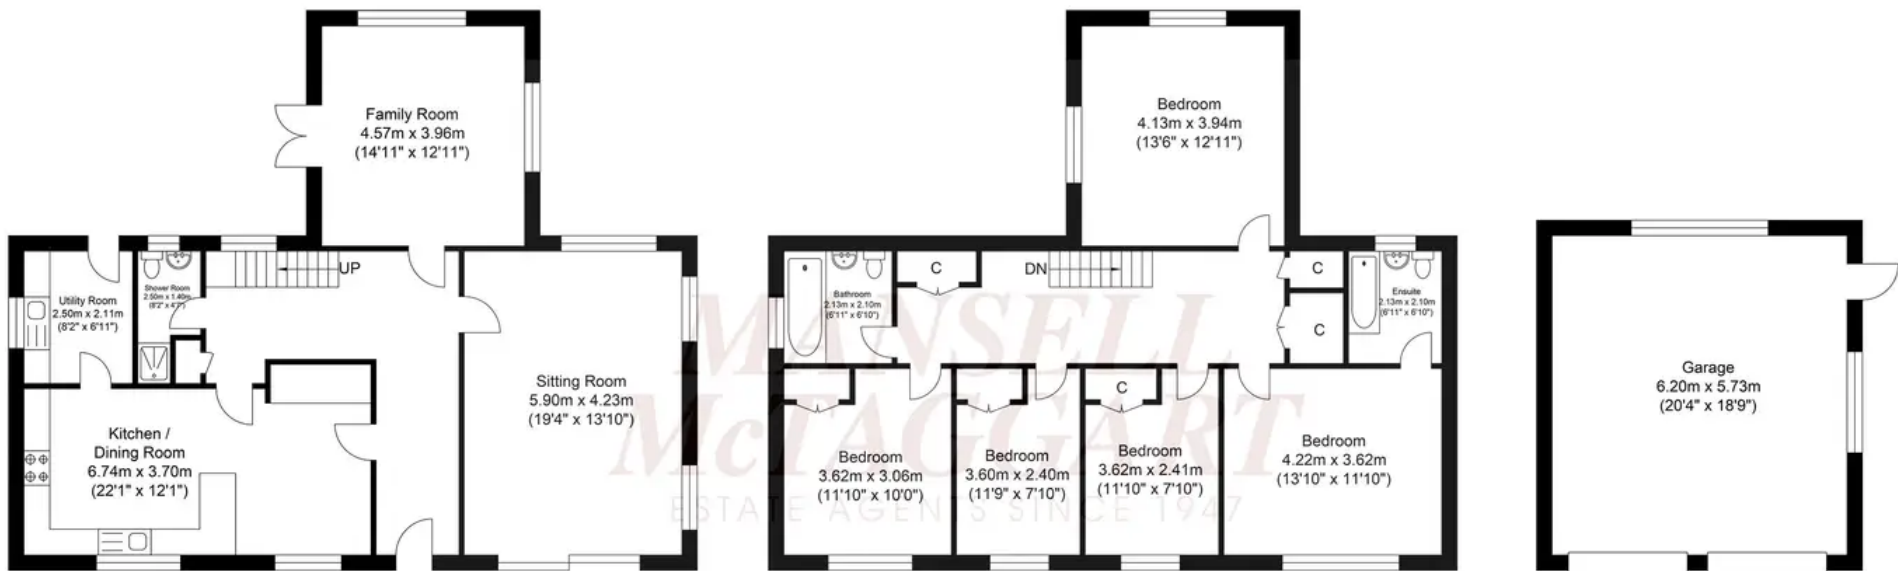 Family Room
4.57m x 3.96m
(14'11" x 12'11")
UP
Utility Room
2.50m x 2.11m
(8'2" x 6'11")
Shower Room
2.50m x 1.40m
(8'2" x 4'7")
Sitting Room
5.90m x 4.23m
(19'4" x 13'10")
Kitchen /
Dining Room
6.74m x 3.70m
(22'1" x 12'1")
Bedroom
4.13m x 3.94m
(13'6" x 12'11")
Bathroom
2.13m x 2.10m
(6'11" x 6'10")
C
DN
C
C
Ensuite
2.13m x 2.10m
(6'11" x 6'10")
Bedroom
3.62m x 3.06m
(11'10" x 10'0")
Bedroom
3.60m x 2.40m
(11'9" x 7'10")
C
Bedroom
3.62m x 2.41m
(11'10" x 7'10")
Bedroom
4.22m x 3.62m
(13'10" x 11'10")
Garage
6.20m x 5.73m
(20'4" x 18'9")
MANSELL
McTAGGART
ESTATE AGENTS SINCE 1947